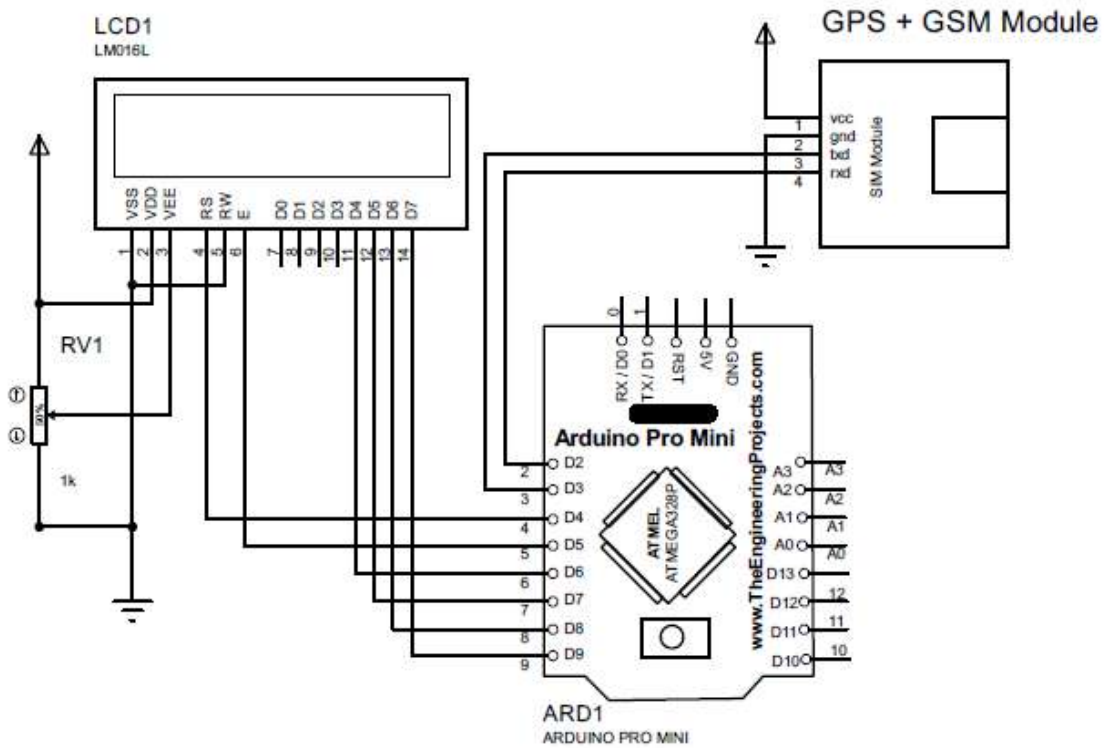 LCD1
LM016L
GPS + GSM Module
VSS
VDD
VEE
RS
RW
E
D0
D1
D2
D3
D4
D5
D6
D7
1
2
3
4
5
6
7
8
9
10
11
12
13
14
RV1
50%
1k
vcc
gnd
txd
rxd
1
2
3
4
SIM Module
0
1
RX / D0
TX / D1
RST
5V
GND
Arduino Pro Mini
ATMEL
ATMEGA328P
www.TheEngineeringProjects.com
D2
D3
D4
D5
D6
D7
D8
D9
2
3
4
5
6
7
8
9
A3
A2
A1
A0
D13
D12
D11
D10
A3
A2
A1
A0
12
11
10
ARD1
ARDUINO PRO MINI